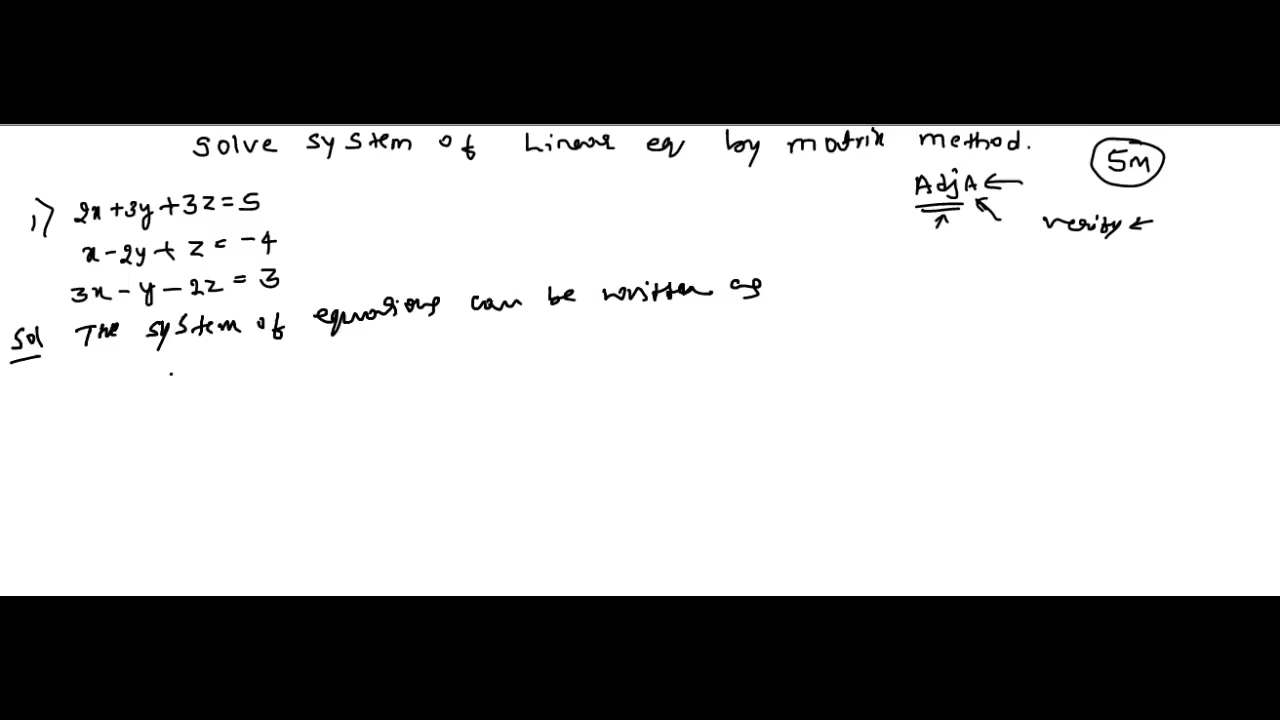 solve system of Linear eq by matrix method.
5m
Adj A ←
verify ←
1) 2x+3y+3z=5
x-2y+z=-4
3x-y-2z=3
Sol The system of equations can be written as